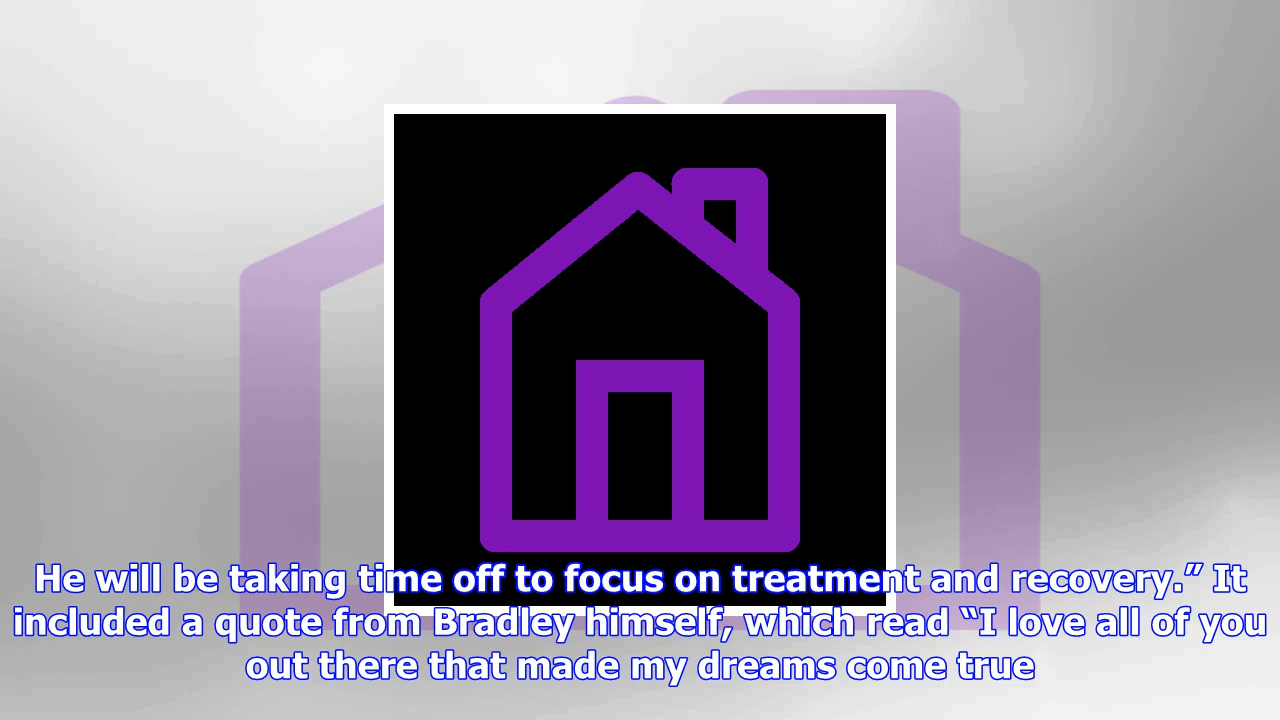 He will be taking time off to focus on treatment and recovery.” It
included a quote from Bradley himself, which read “I love all of you
out there that made my dreams come true